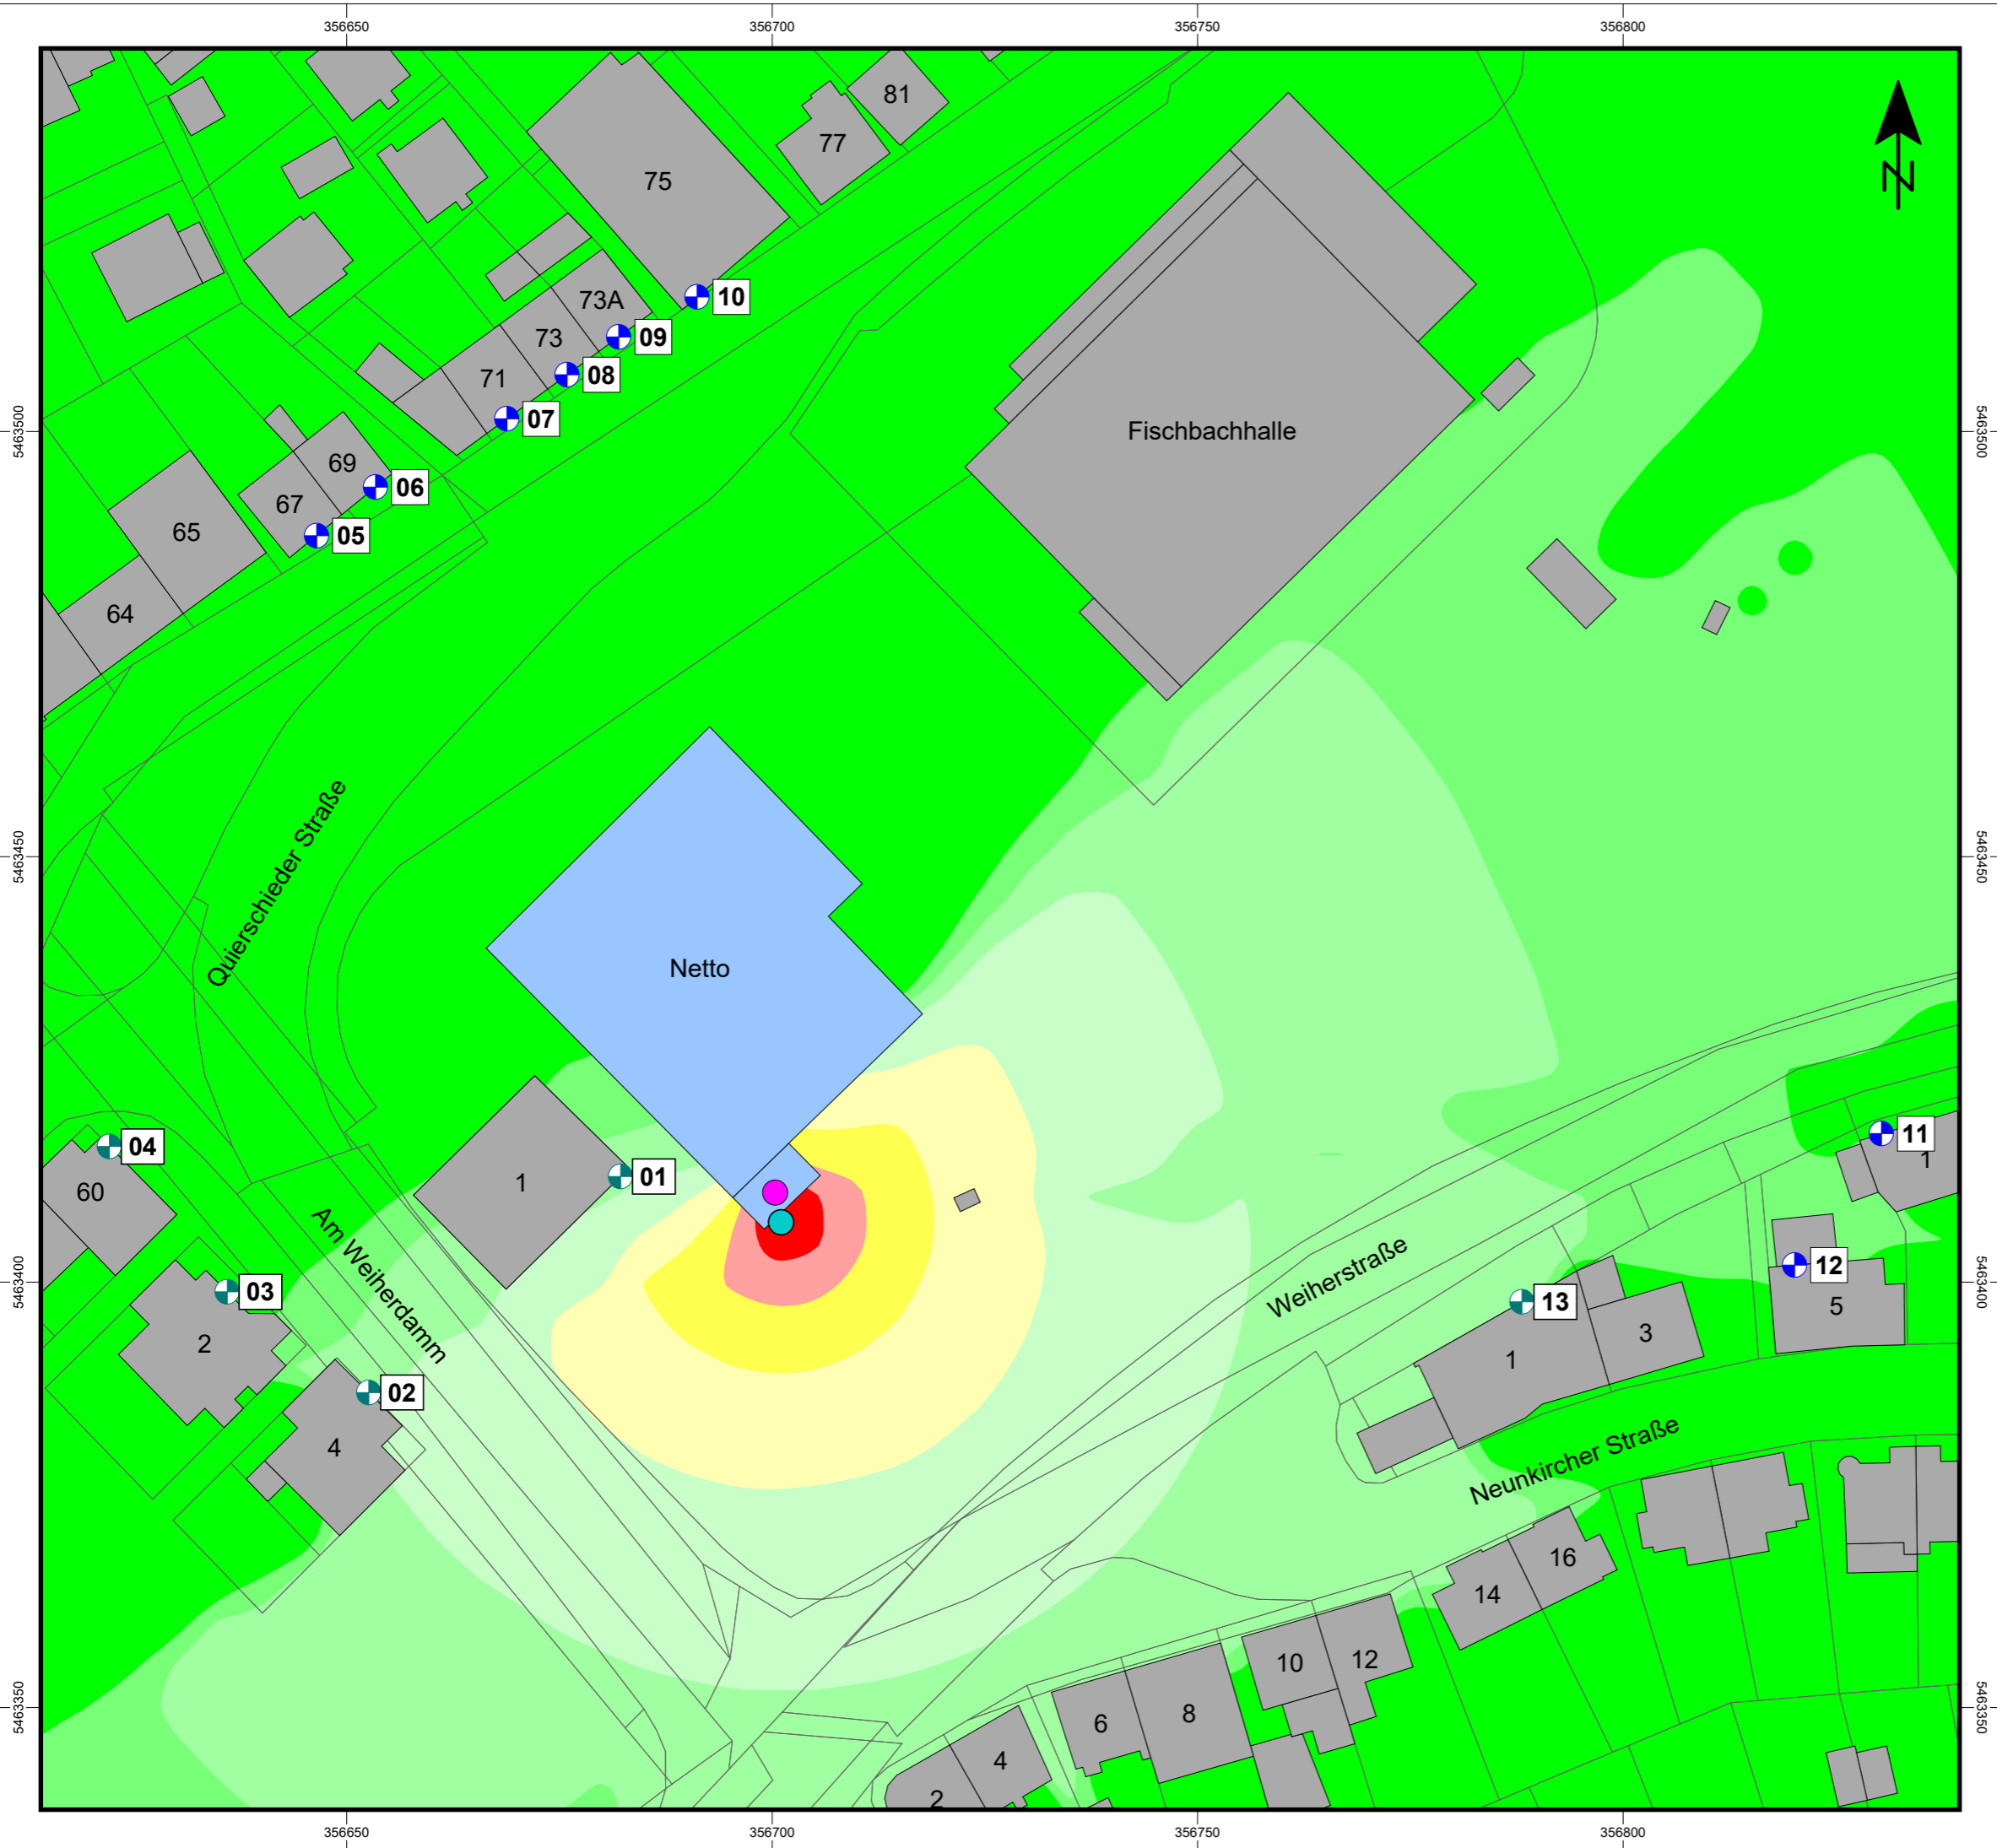 356650 356700 356750 356800
81
77
75
N
10
73A
73 09
71 08
07
5463500 Fischbachhalle 5463500
69
06
67
65 05
64
Quierschieder Straße
5463450 5463450
Netto
04 01 11
1 1
60
Am Weiherdamm
Weiherstraße
12
5463400 03 13 5463400
5
2 3
1
02
4
Neunkircher Straße
16
14
10 12
8
6
5463350 5463350
4
2
356650 356700 356750 356800